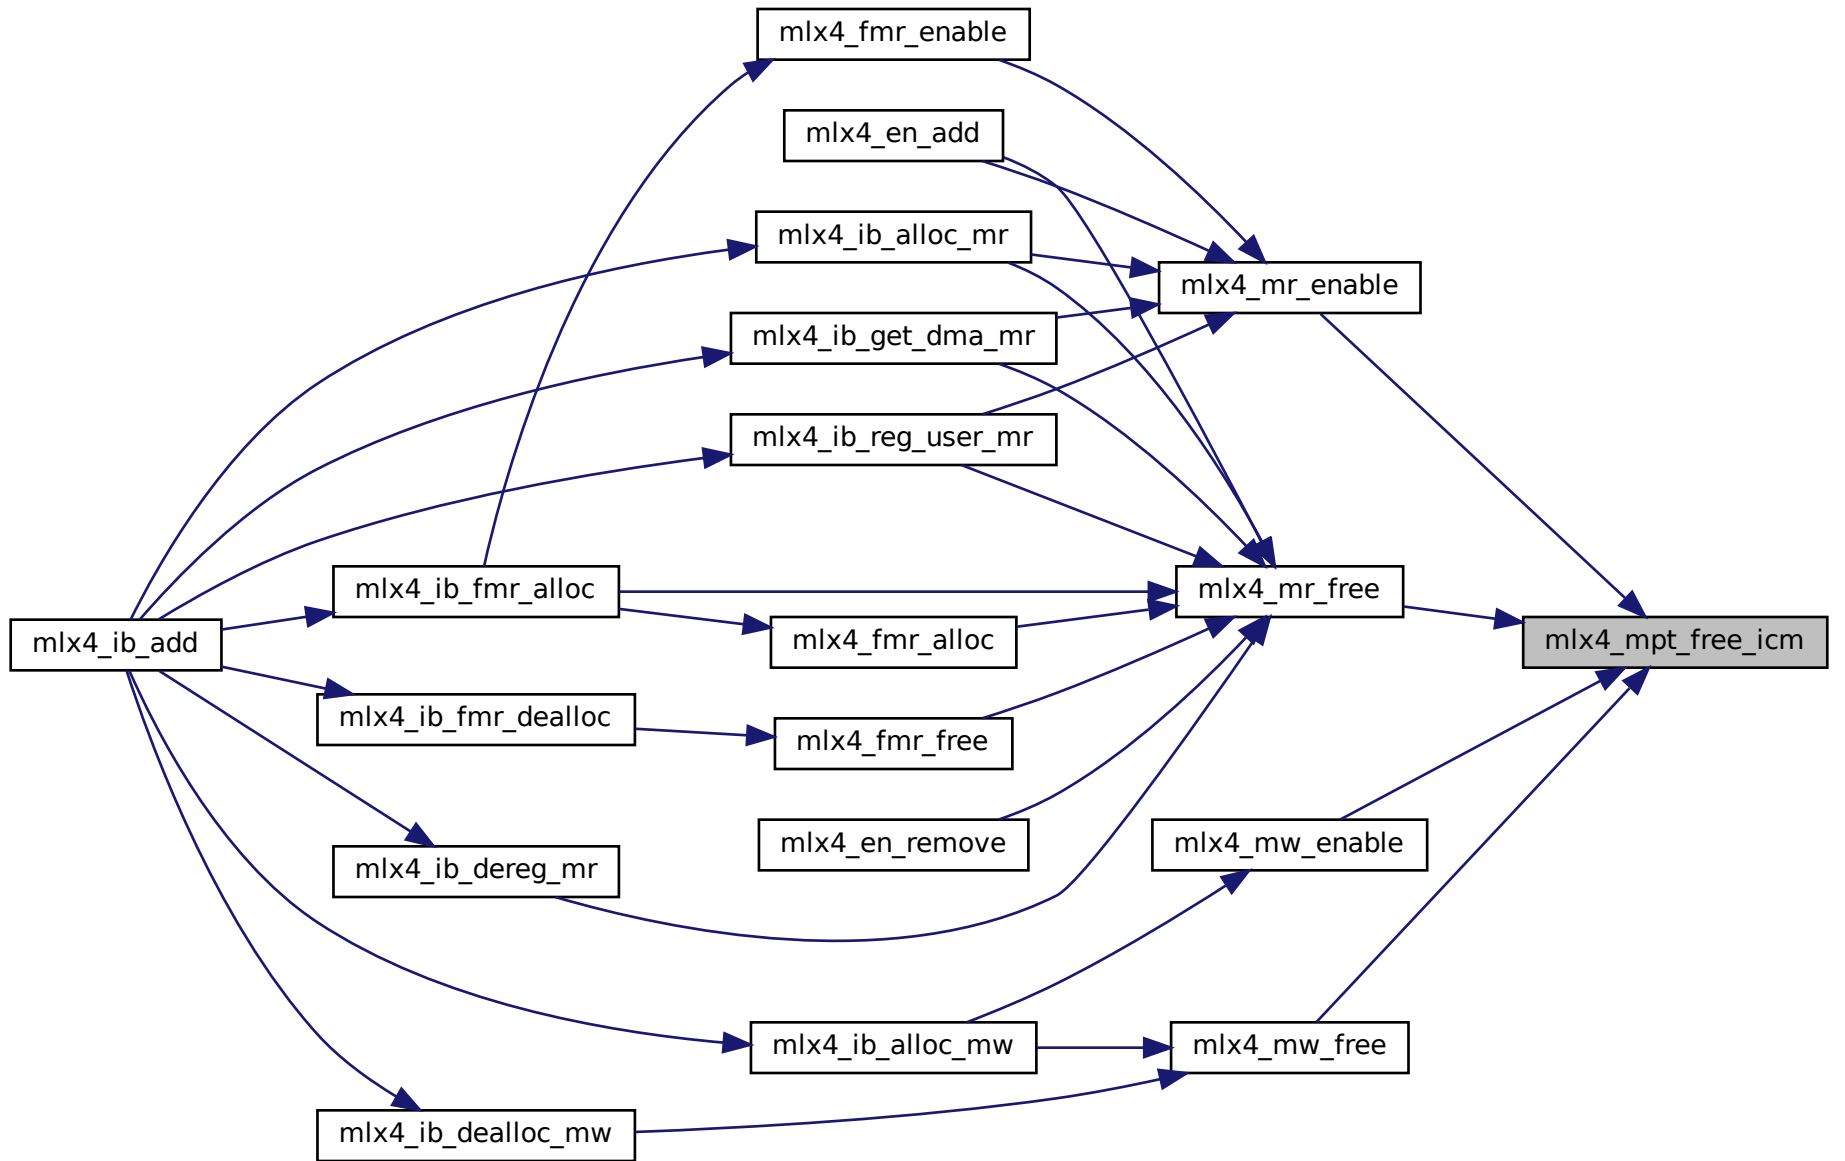 mlx4_fmr_enable
mlx4_en_add
mlx4_ib_alloc_mr
mlx4_mr_enable
mlx4_ib_get_dma_mr
mlx4_ib_reg_user_mr
mlx4_ib_fmr_alloc
mlx4_mr_free
mlx4_ib_add
mlx4_fmr_alloc
mlx4_mpt_free_icm
mlx4_ib_fmr_dealloc
mlx4_fmr_free
mlx4_en_remove
mlx4_mw_enable
mlx4_ib_dereg_mr
mlx4_ib_alloc_mw
mlx4_mw_free
mlx4_ib_dealloc_mw